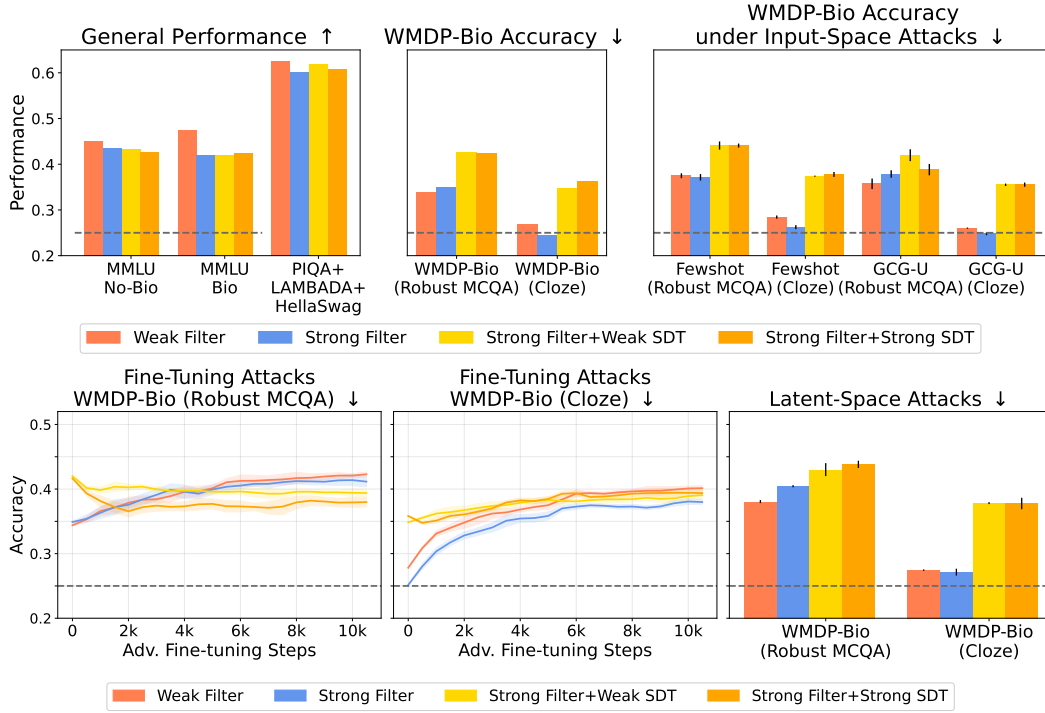 General Performance ↑
WMDP-Bio Accuracy ↓
WMDP-Bio Accuracy
under Input-Space Attacks ↓
Performance
0.6
0.5
0.4
0.3
0.2
MMLU
No-Bio
MMLU
Bio
PIQA+
LAMBADA+
HellaSwag
WMDP-Bio
(Robust MCQA)
WMDP-Bio
(Cloze)
Fewshot
(Robust MCQA)
Fewshot
(Cloze)
GCG-U
(Robust MCQA)
GCG-U
(Cloze)
Weak Filter
Strong Filter
Strong Filter+Weak SDT
Strong Filter+Strong SDT
Fine-Tuning Attacks
WMDP-Bio (Robust MCQA) ↓
Fine-Tuning Attacks
WMDP-Bio (Cloze) ↓
Latent-Space Attacks ↓
Accuracy
0.5
0.4
0.3
0.2
0 2k 4k 6k 8k 10k
Adv. Fine-tuning Steps
0 2k 4k 6k 8k 10k
Adv. Fine-tuning Steps
WMDP-Bio
(Robust MCQA)
WMDP-Bio
(Cloze)
Weak Filter
Strong Filter
Strong Filter+Weak SDT
Strong Filter+Strong SDT